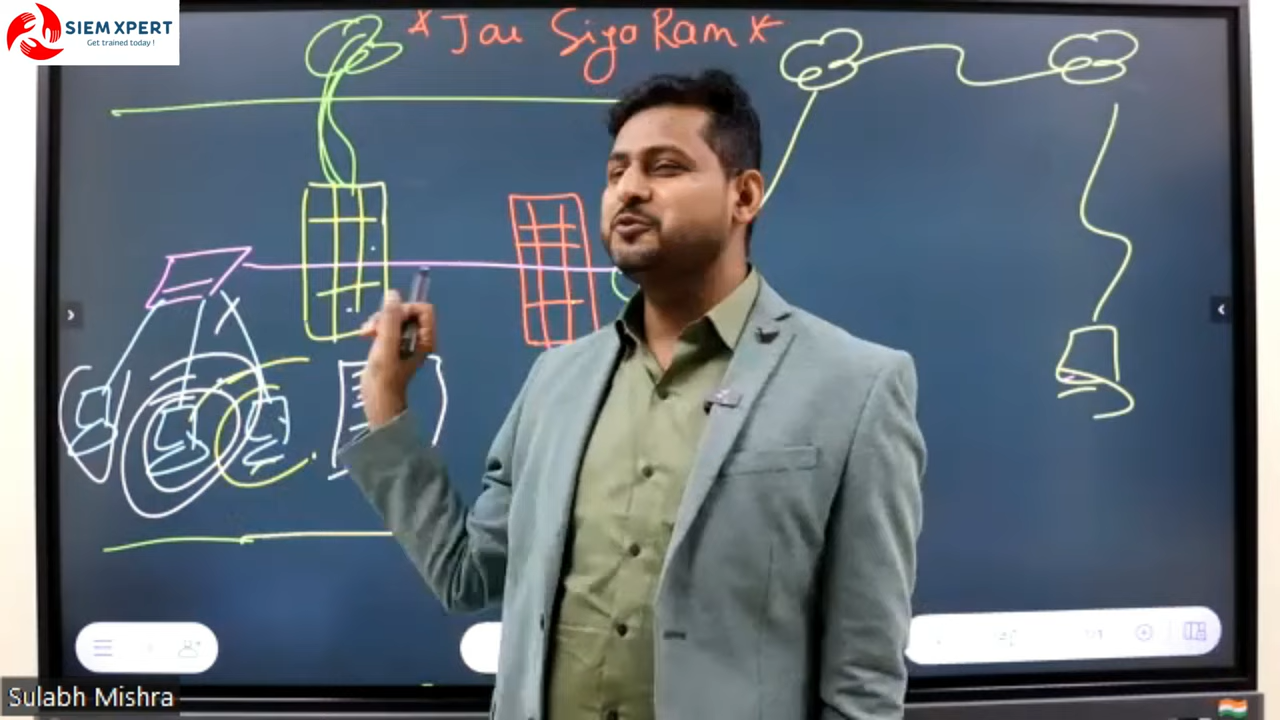 SIEM XPERT
Get trained today !
* Jai Siya Ram *
X
Sulabh Mishra